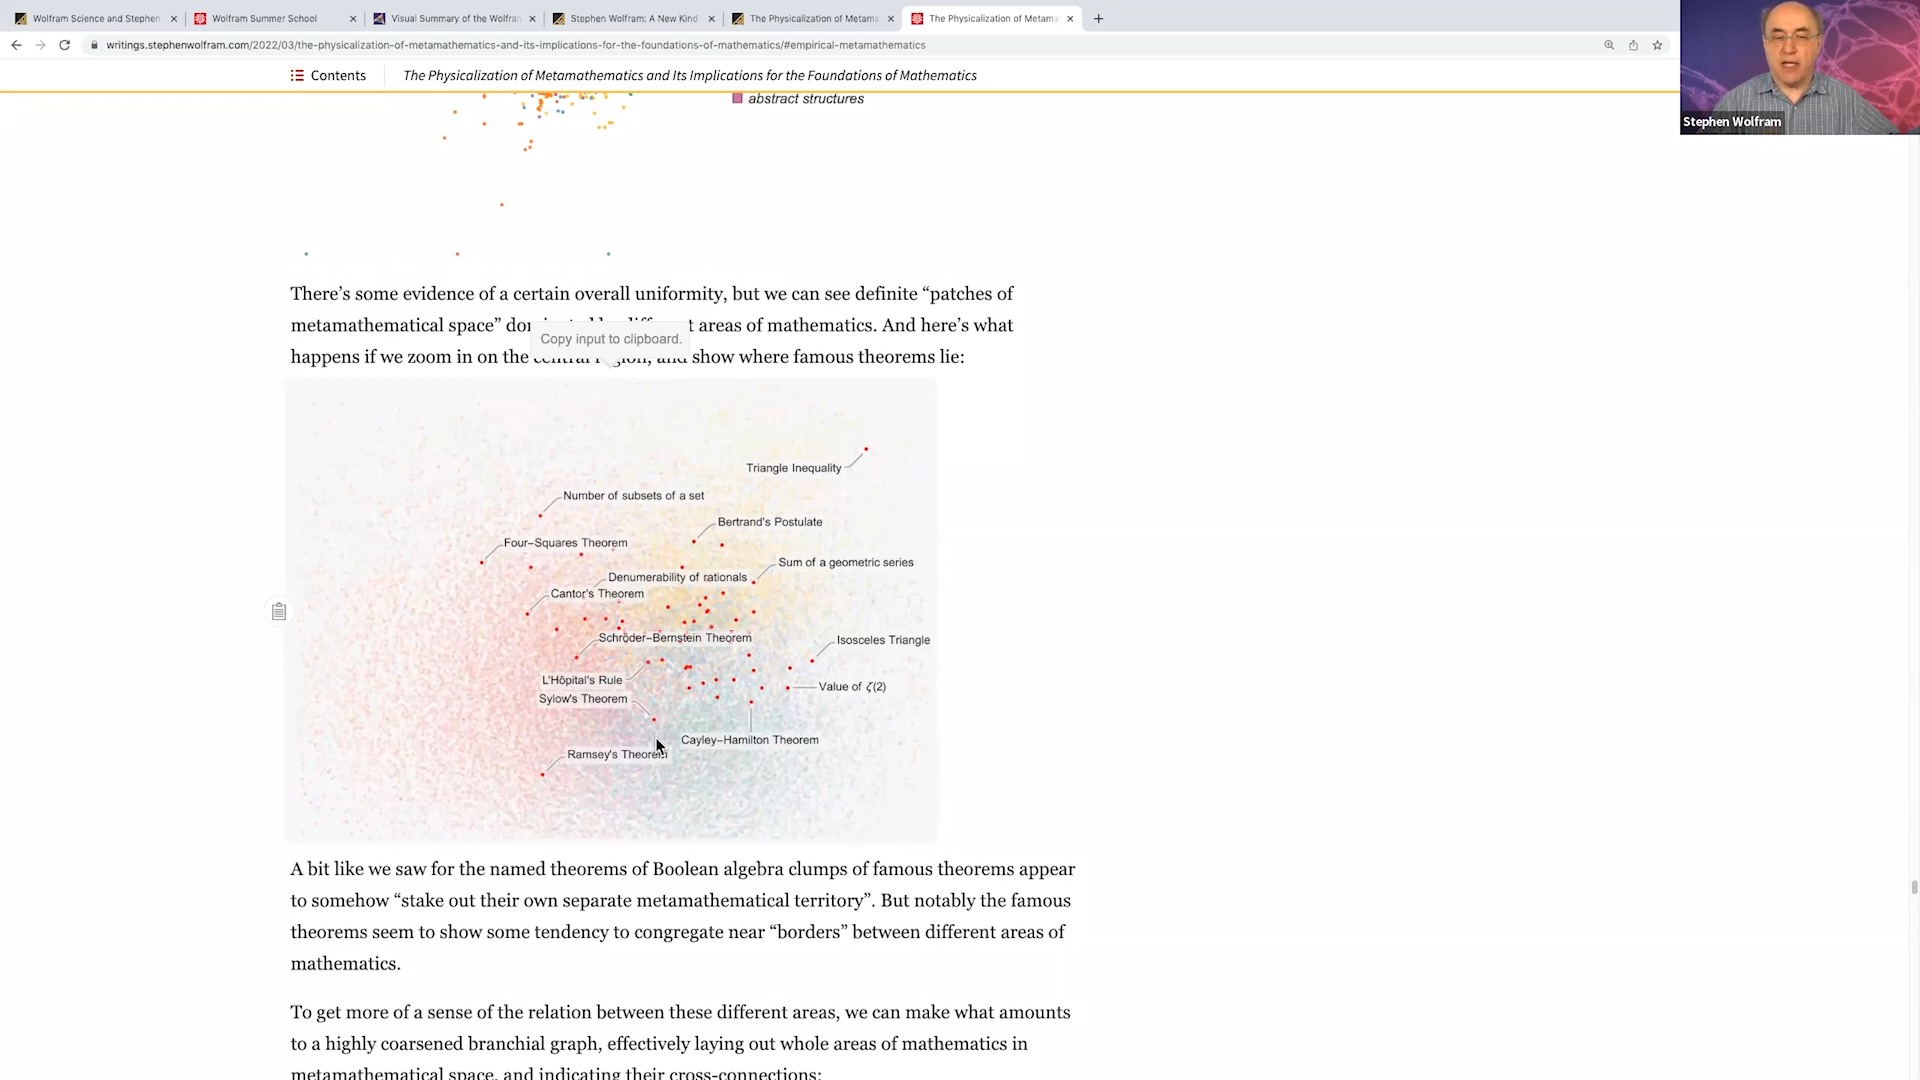 Wolfram Science and Stephen
Wolfram Summer School
Visual Summary of the Wolfran
Stephen Wolfram: A New Kind
The Physicalization of Metama
The Physicalization of Metama
writings.stephenwolfram.com/2022/03/the-physicalization-of-metamathematics-and-its-implications-for-the-foundations-of-mathematics/#empirical-metamathematics
Contents
The Physicalization of Metamathematics and Its Implications for the Foundations of Mathematics
Stephen Wolfram
abstract structures
There’s some evidence of a certain overall uniformity, but we can see definite “patches of
metamathematical space” areas of mathematics. And here’s what
Copy input to clipboard.
happens if we zoom in on the central region, and show where famous theorems lie:
Triangle Inequality
Number of subsets of a set
Bertrand's Postulate
Four–Squares Theorem
Sum of a geometric series
Denumerability of rationals
Cantor's Theorem
Schröder–Bernstein Theorem
Isosceles Triangle
L'Hôpital's Rule
Value of ζ(2)
Sylow's Theorem
Cayley–Hamilton Theorem
Ramsey's Theorem
A bit like we saw for the named theorems of Boolean algebra clumps of famous theorems appear
to somehow “stake out their own separate metamathematical territory”. But notably the famous
theorems seem to show some tendency to congregate near “borders” between different areas of
mathematics.
To get more of a sense of the relation between these different areas, we can make what amounts
to a highly coarsened branchial graph, effectively laying out whole areas of mathematics in
metamathematical space, and indicating their cross-connections: